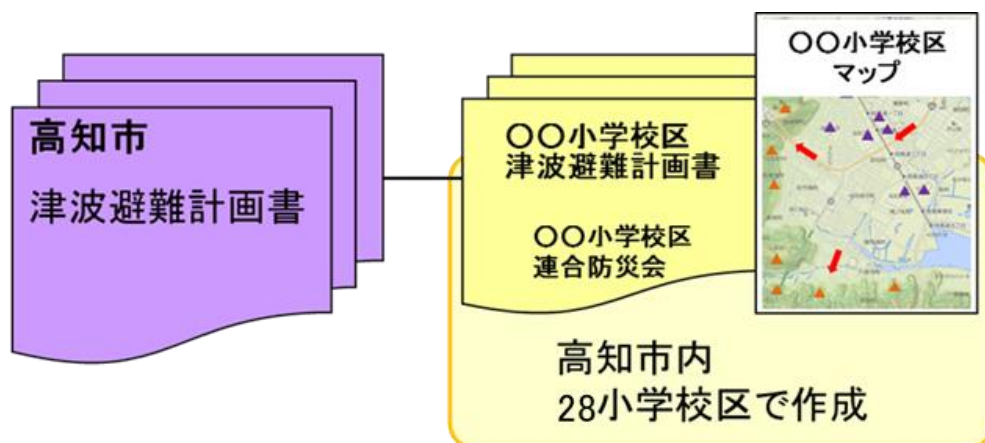 高知市
津波避難計画書
〇〇小学校区
津波避難計画書
〇〇小学校区
連合防災会
〇〇小学校区
マップ
高知市内
28小学校区で作成